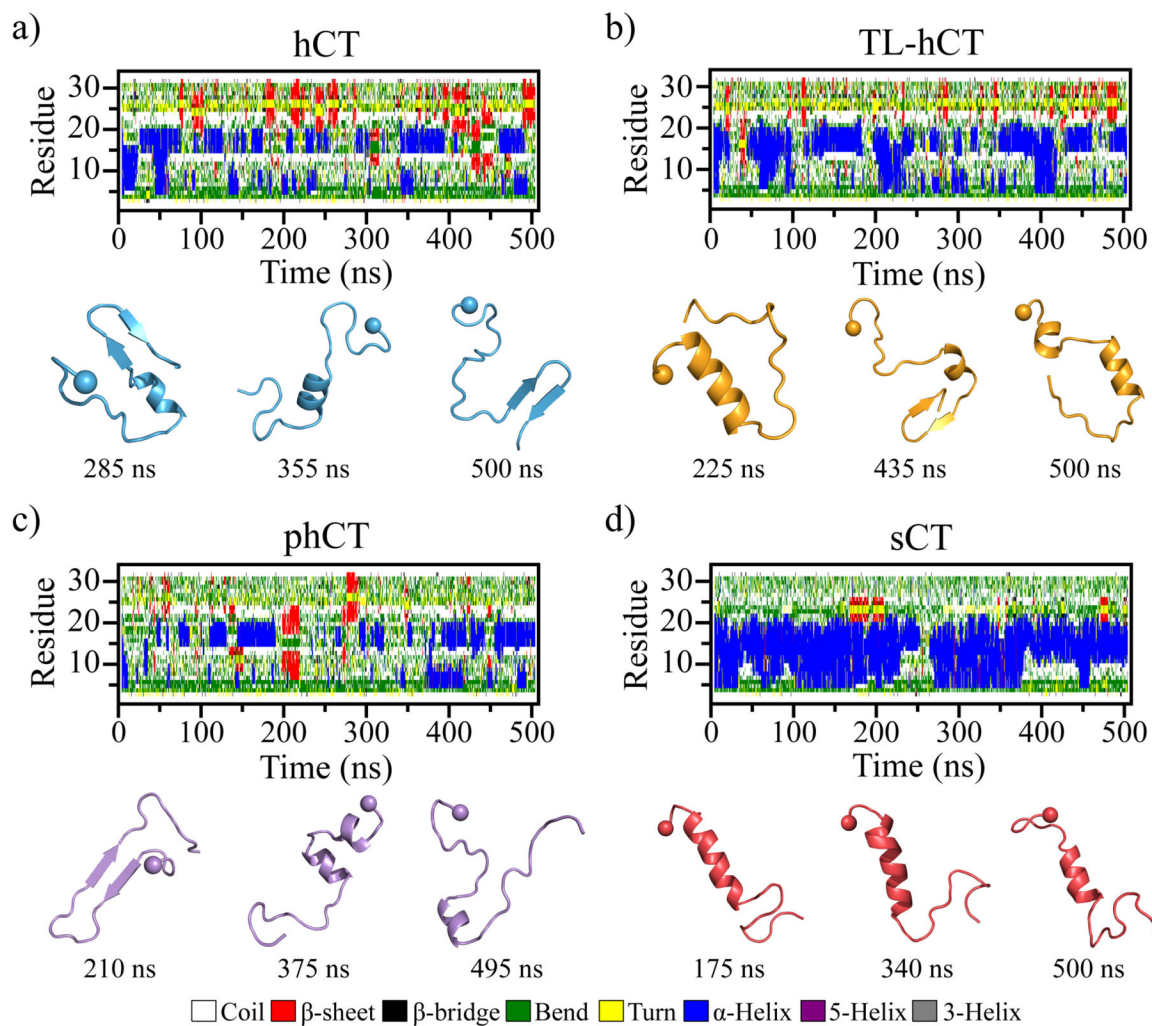 a)
hCT
Residue
30
20
10
0 100 200 300 400 500
Time (ns)
285 ns 355 ns 500 ns
b)
TL-hCT
Residue
30
20
10
0 100 200 300 400 500
Time (ns)
225 ns 435 ns 500 ns
c)
phCT
Residue
30
20
10
0 100 200 300 400 500
Time (ns)
210 ns 375 ns 495 ns
d)
sCT
Residue
30
20
10
0 100 200 300 400 500
Time (ns)
175 ns 340 ns 500 ns
Coil β-sheet β-bridge Bend Turn α-Helix 5-Helix 3-Helix